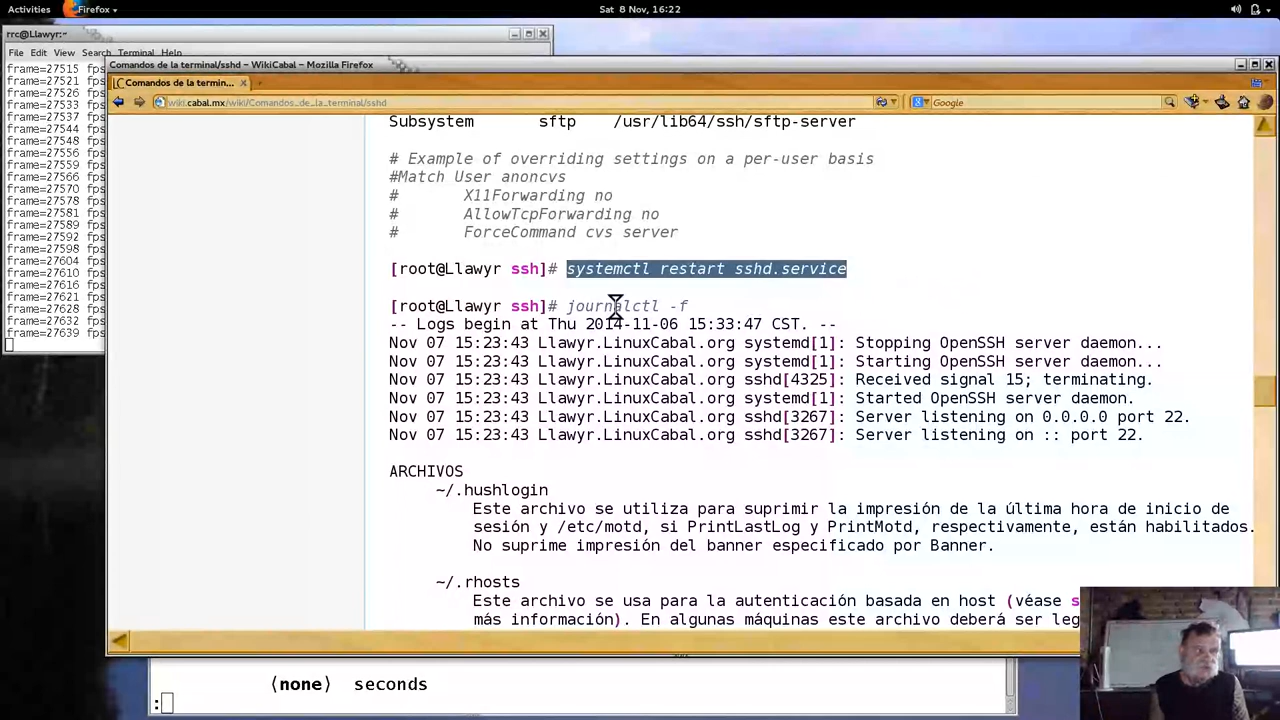 Activities Firefox Sat 8 Nov, 16:22
rrc@Llawyr:~
File Edit View Search Terminal Help
frame=27515 fps
frame=27521 fps
frame=27526 fps
frame=27533 fps
frame=27537 fps
frame=27544 fps
frame=27548 fps
frame=27556 fps
frame=27559 fps
frame=27566 fps
frame=27570 fps
frame=27578 fps
frame=27581 fps
frame=27589 fps
frame=27592 fps
frame=27598 fps
frame=27604 fps
frame=27610 fps
frame=27616 fps
frame=27621 fps
frame=27628 fps
frame=27632 fps
frame=27639 fps
Comandos de la terminal/sshd – WikiCabal – Mozilla Firefox
Comandos de la termin...
wiki.cabal.mx/wiki/Comandos_de_la_terminal/sshd
Google
Subsystem sftp /usr/lib64/ssh/sftp-server
# Example of overriding settings on a per-user basis
#Match User anoncvs
# X11Forwarding no
# AllowTcpForwarding no
# ForceCommand cvs server
[root@Llawyr ssh]# systemctl restart sshd.service
[root@Llawyr ssh]# journalctl -f
-- Logs begin at Thu 2014-11-06 15:33:47 CST. --
Nov 07 15:23:43 Llawyr.LinuxCabal.org systemd[1]: Stopping OpenSSH server daemon...
Nov 07 15:23:43 Llawyr.LinuxCabal.org systemd[1]: Starting OpenSSH server daemon...
Nov 07 15:23:43 Llawyr.LinuxCabal.org sshd[4325]: Received signal 15; terminating.
Nov 07 15:23:43 Llawyr.LinuxCabal.org systemd[1]: Started OpenSSH server daemon.
Nov 07 15:23:43 Llawyr.LinuxCabal.org sshd[3267]: Server listening on 0.0.0.0 port 22.
Nov 07 15:23:43 Llawyr.LinuxCabal.org sshd[3267]: Server listening on :: port 22.
ARCHIVOS
~/.hushlogin
Este archivo se utiliza para suprimir la impresión de la última hora de inicio de
sesión y /etc/motd, si PrintLastLog y PrintMotd, respectivamente, están habilitados.
No suprime impresión del banner especificado por Banner.
~/.rhosts
Este archivo se usa para la autenticación basada en host (véase s
más información). En algunas máquinas este archivo deberá ser leg
⟨none⟩ seconds
: